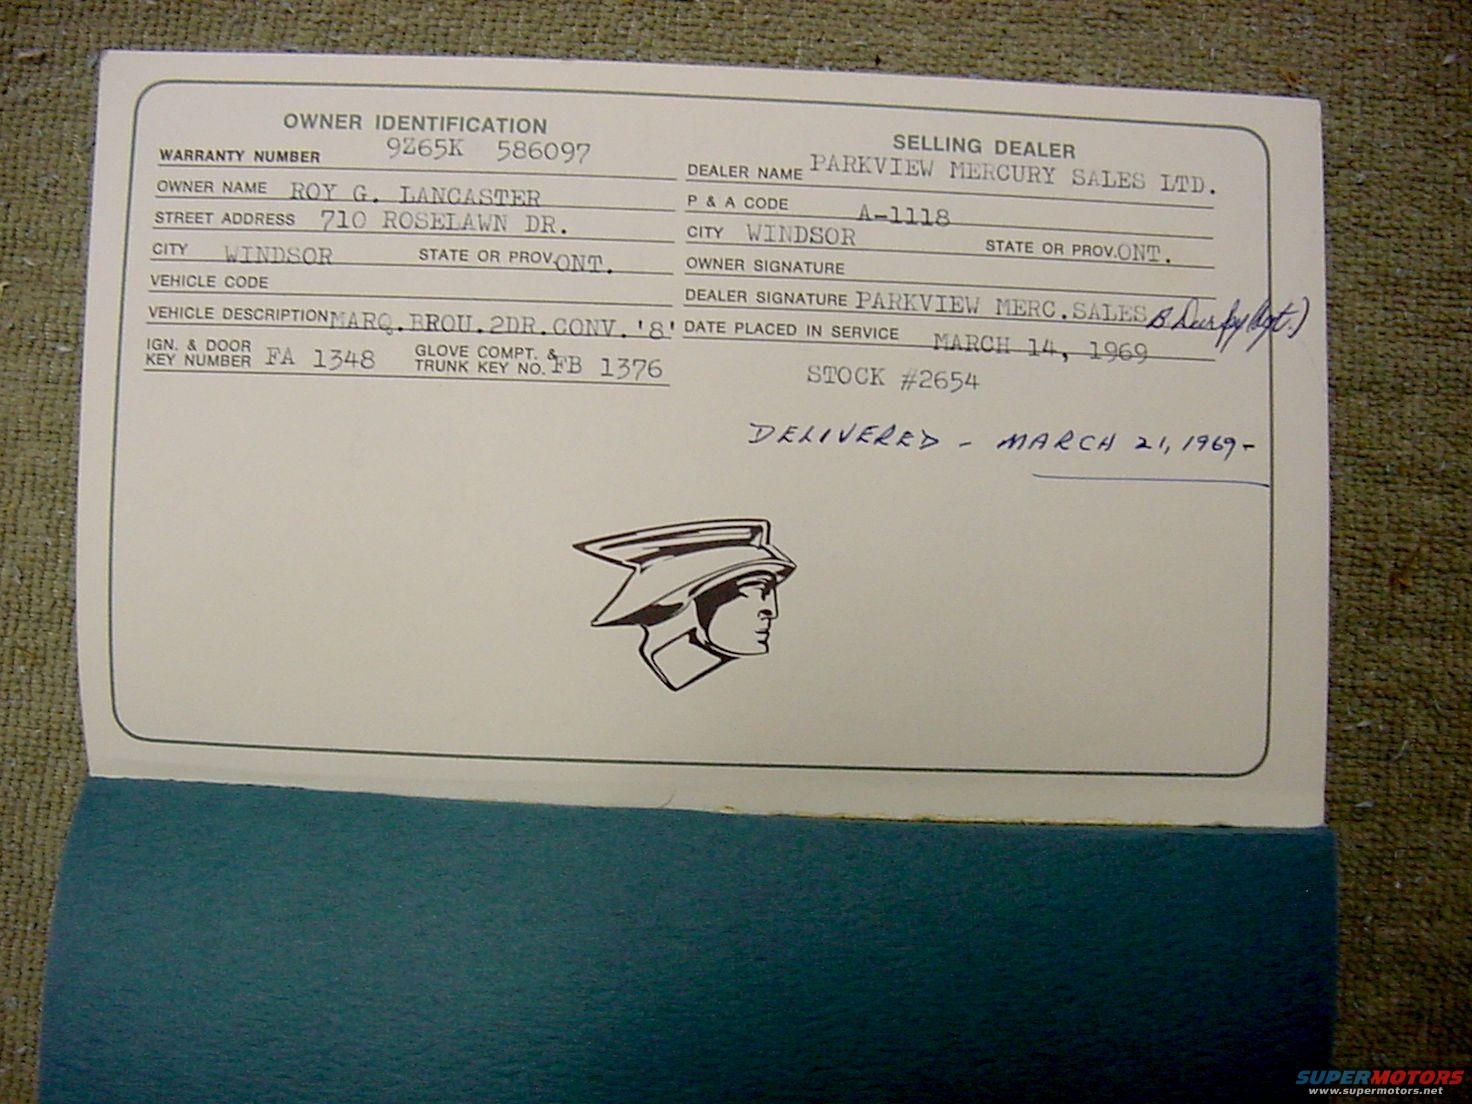 OWNER IDENTIFICATION
WARRANTY NUMBER 9Z65K 586097
OWNER NAME ROY G. LANCASTER
STREET ADDRESS 710 ROSELAWN DR.
CITY WINDSOR STATE OR PROV. ONT.
VEHICLE CODE
VEHICLE DESCRIPTION MARQ.BROU.2DR.CONV.'8'
IGN. & DOOR
KEY NUMBER FA 1348
GLOVE COMPT. &
TRUNK KEY NO. FB 1376
SELLING DEALER
DEALER NAME PARKVIEW MERCURY SALES LTD.
P & A CODE A-1118
CITY WINDSOR STATE OR PROV. ONT.
OWNER SIGNATURE
DEALER SIGNATURE PARKVIEW MERC.SALES B
DATE PLACED IN SERVICE MARCH 14, 1969
STOCK #2654
DELIVERED - MARCH 21, 1969-
SUPERMOTORS
www.supermotors.net